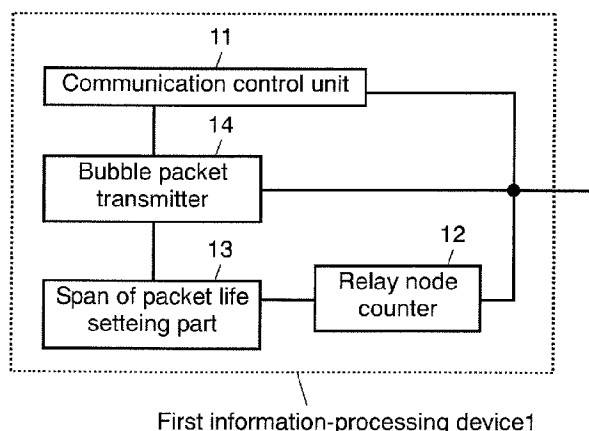 11
Communication control unit
14
Bubble packet
transmitter
13
12
Span of packet life
setteing part
Relay node
counter
First information-processing device1